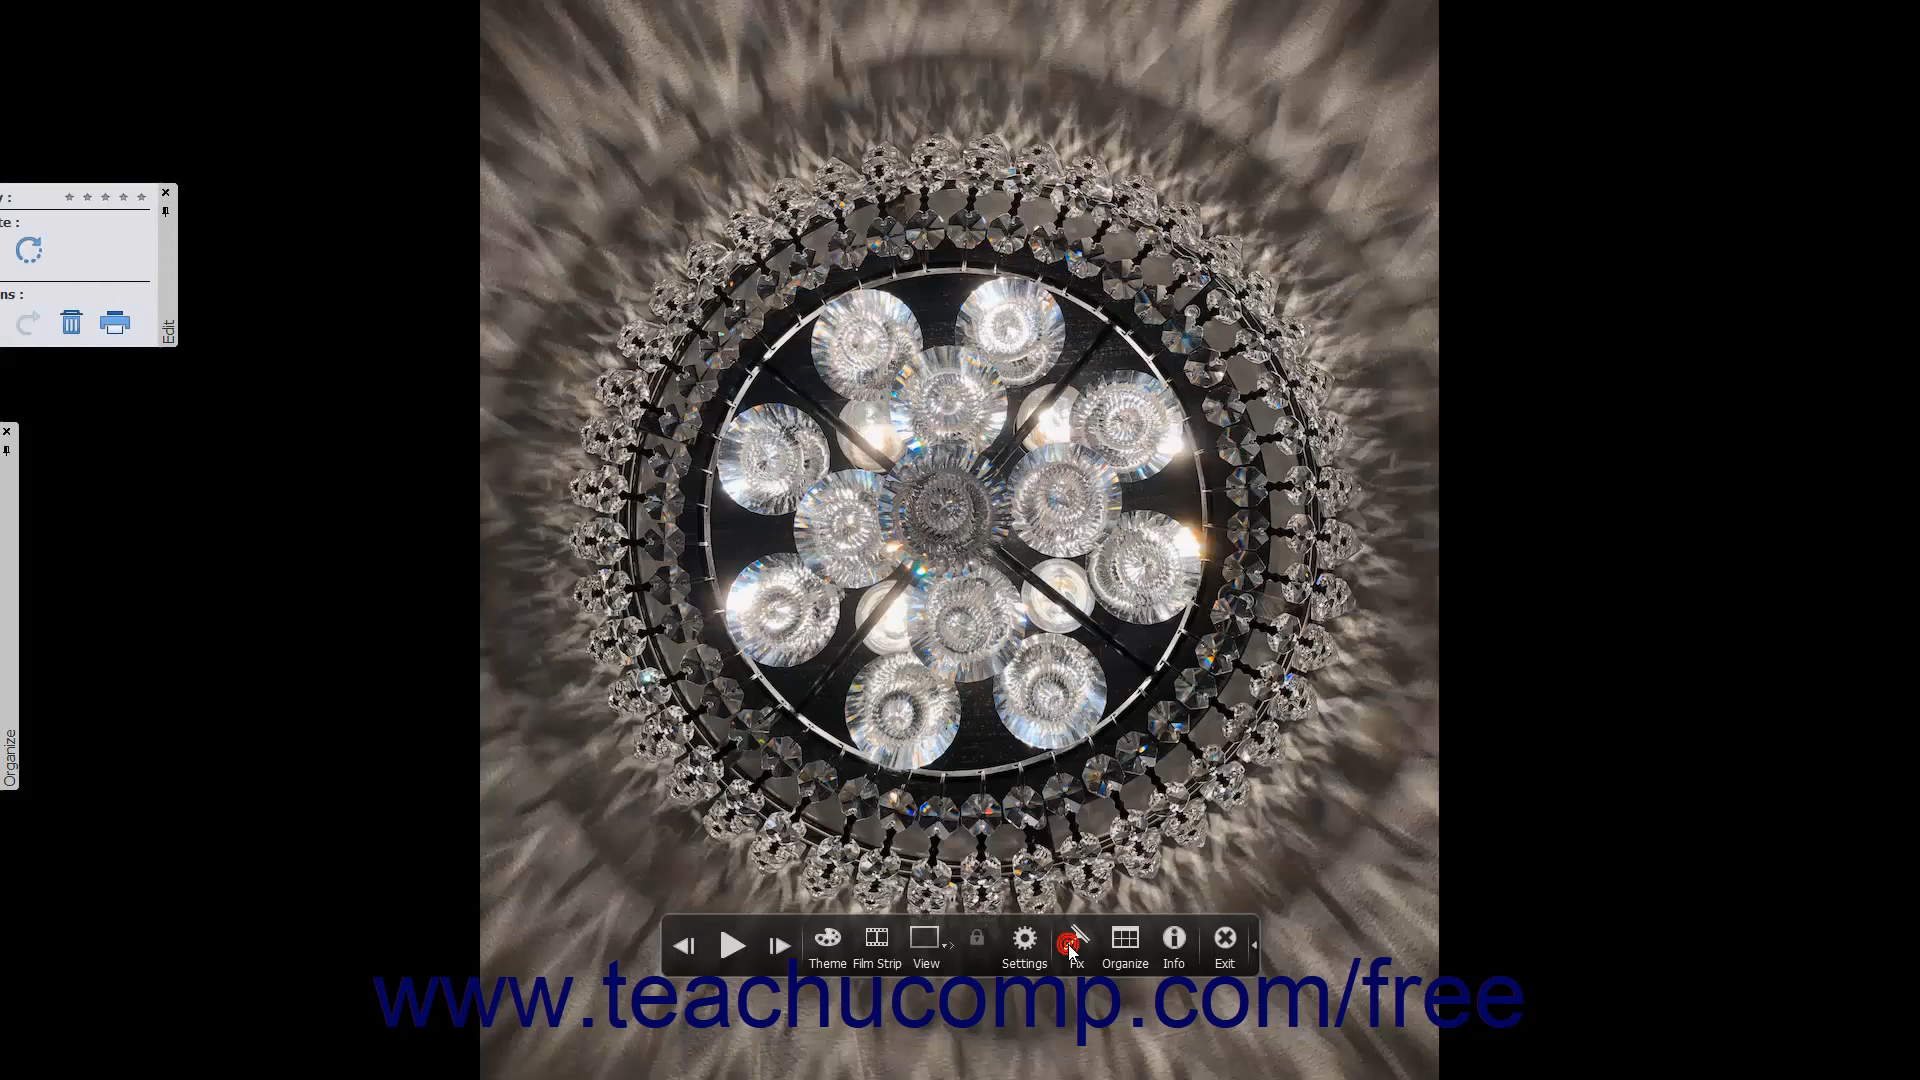 y :
te :
ns :
Edit
Organize
Theme Film Strip View Settings Fix Organize Info Exit
www.teachucomp.com/free